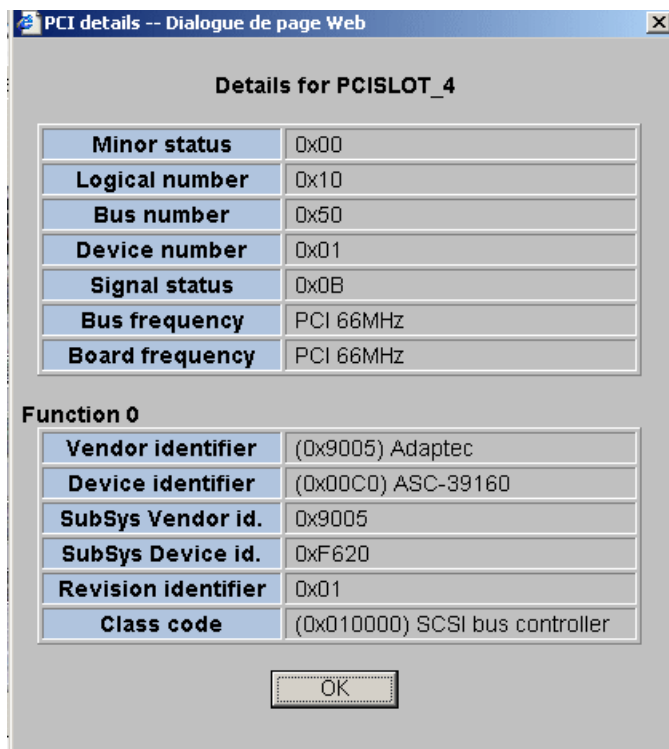 PCI details -- Dialogue de page Web
Details for PCISLOT_4
Minor status 0x00
Logical number 0x10
Bus number 0x50
Device number 0x01
Signal status 0x0B
Bus frequency PCI 66MHz
Board frequency PCI 66MHz
Function 0
Vendor identifier (0x9005) Adaptec
Device identifier (0x00C0) ASC-39160
SubSys Vendor id. 0x9005
SubSys Device id. 0xF620
Revision identifier 0x01
Class code (0x010000) SCSI bus controller
OK